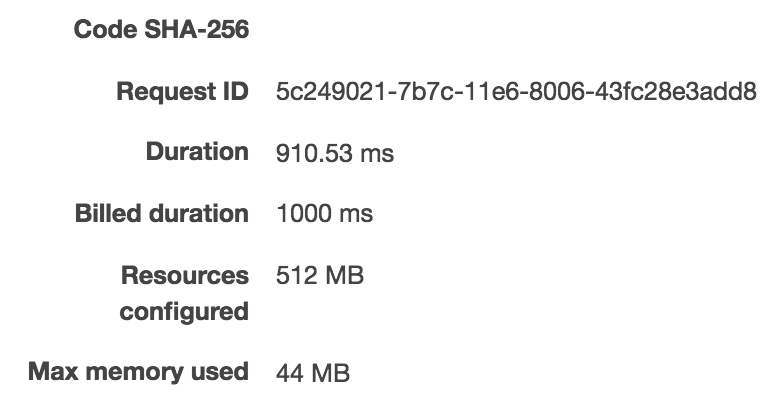 Code SHA-256
Request ID 5c249021-7b7c-11e6-8006-43fc28e3add8
Duration 910.53 ms
Billed duration 1000 ms
Resources 512 MB
configured
Max memory used 44 MB